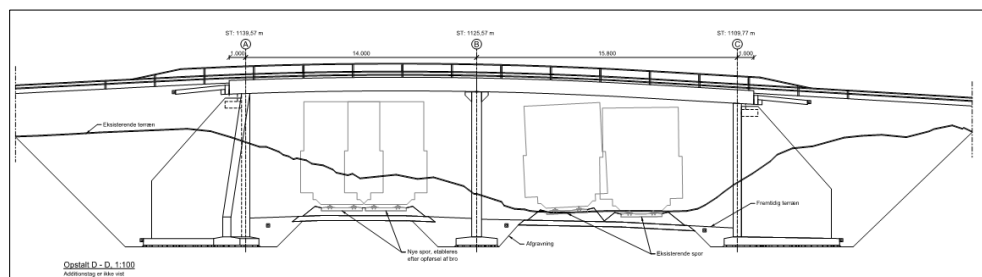 ST: 1139,57 m
ST: 1125,57 m
ST: 1109,77 m
A
B
C
1.000
14.000
15.800
1.000
Eksisterende terræn
Fremtidig terræn
Nye spor, etableres
efter opførsel af bro
Afgravning
Eksisterende spor
Opstalt D - D, 1:100
Additionslag er ikke vist